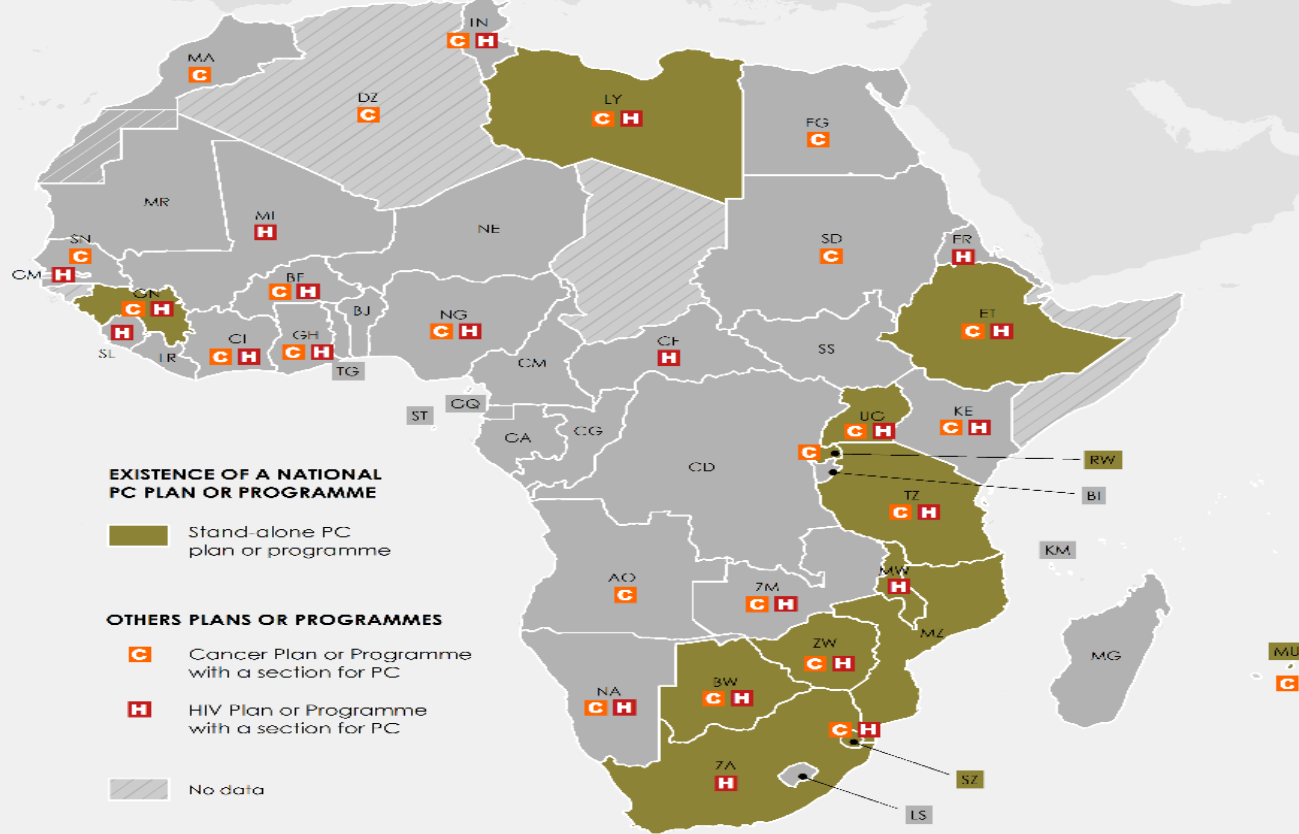 TN
C H
MA
C
DZ
C
LY
C H
EG
C
MR
ML
H
NE
SN
C
SD
C
ER
H
GM H
BF
C H
GN
C H
BJ
NG
C H
ET
C H
H
SL
LR
CI
C H
GH
C H
TG
CM
CF
H
SS
ST
GQ
GA
CG
UG
C H
KE
C H
CD
C
RW
BI
TZ
C H
KM
EXISTENCE OF A NATIONAL
PC PLAN OR PROGRAMME
Stand-alone PC
plan or programme
AO
C
ZM
C H
MW
H
MZ
MG
MU
C
OTHERS PLANS OR PROGRAMMES
C Cancer Plan or Programme
with a section for PC
H HIV Plan or Programme
with a section for PC
No data
NA
C H
BW
C H
ZW
C H
C H
SZ
ZA
H
LS